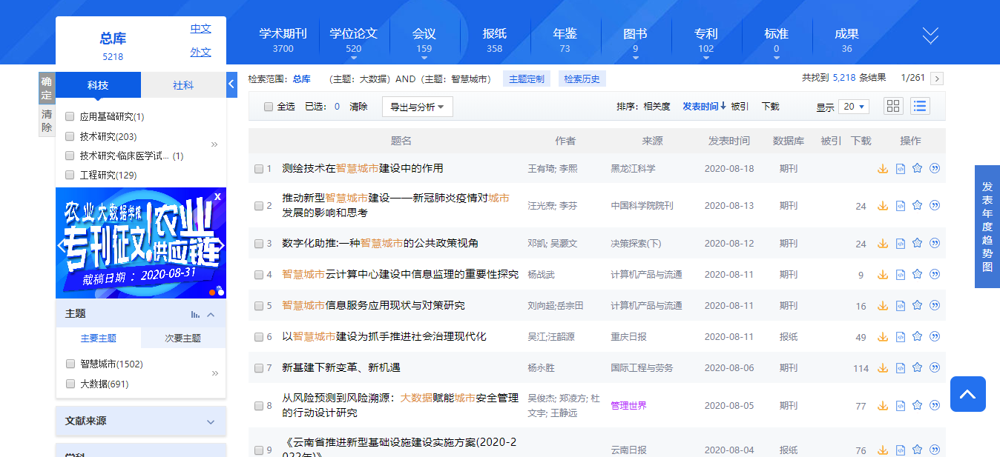 总库
5218
中文
外文
学术期刊 学位论文 会议 报纸 年鉴 图书 专利 标准 成果
3700 520 159 358 73 9 102 0 36
确定
清除
科技 社科
应用基础研究(1)
技术研究(203)
技术研究-临床医学试... (1)
工程研究(129)
»
x
农业大数据学报
专刊征文!农业供应链
截稿日期：2020-08-31
主题
主要主题 次要主题
智慧城市(1502)
大数据(691)
»
文献来源
学科
检索范围：总库 （主题：大数据）AND（主题：智慧城市） 主题定制 检索历史 共找到 5,218 条结果 1/261 >
全选 已选：0 清除 导出与分析 排序：相关度 发表时间↓ 被引 下载 显示 20
题名 作者 来源 发表时间 数据库 被引 下载 操作
1 测绘技术在智慧城市建设中的作用 王有琦; 李熙 黑龙江科学 2020-08-18 期刊
2 推动新型智慧城市建设——新冠肺炎疫情对城市 汪光焘; 李芬 中国科学院院刊 2020-08-13 期刊 24
发展的影响和思考
3 数字化助推:一种智慧城市的公共政策视角 邓凯; 吴灏文 决策探索(下) 2020-08-12 期刊 24
4 智慧城市云计算中心建设中信息监理的重要性探究 杨战武 计算机产品与流通 2020-08-11 期刊 9
5 智慧城市信息服务应用现状与对策研究 刘向超;岳宗田 计算机产品与流通 2020-08-11 期刊 16
6 以智慧城市建设为抓手推进社会治理现代化 吴江;汪韶源 重庆日报 2020-08-11 报纸 49
7 新基建下新变革、新机遇 杨永胜 国际工程与劳务 2020-08-06 期刊 114
8 从风险预测到风险溯源：大数据赋能城市安全管理 吴俊杰; 郑凌方; 杜 管理世界 2020-08-05 期刊 77
的行动设计研究 文宇; 王静远
9 《云南省推进新型基础设施建设实施方案(2020-2 云南日报 2020-08-04 报纸 76
022年)》
发表年度趋势图